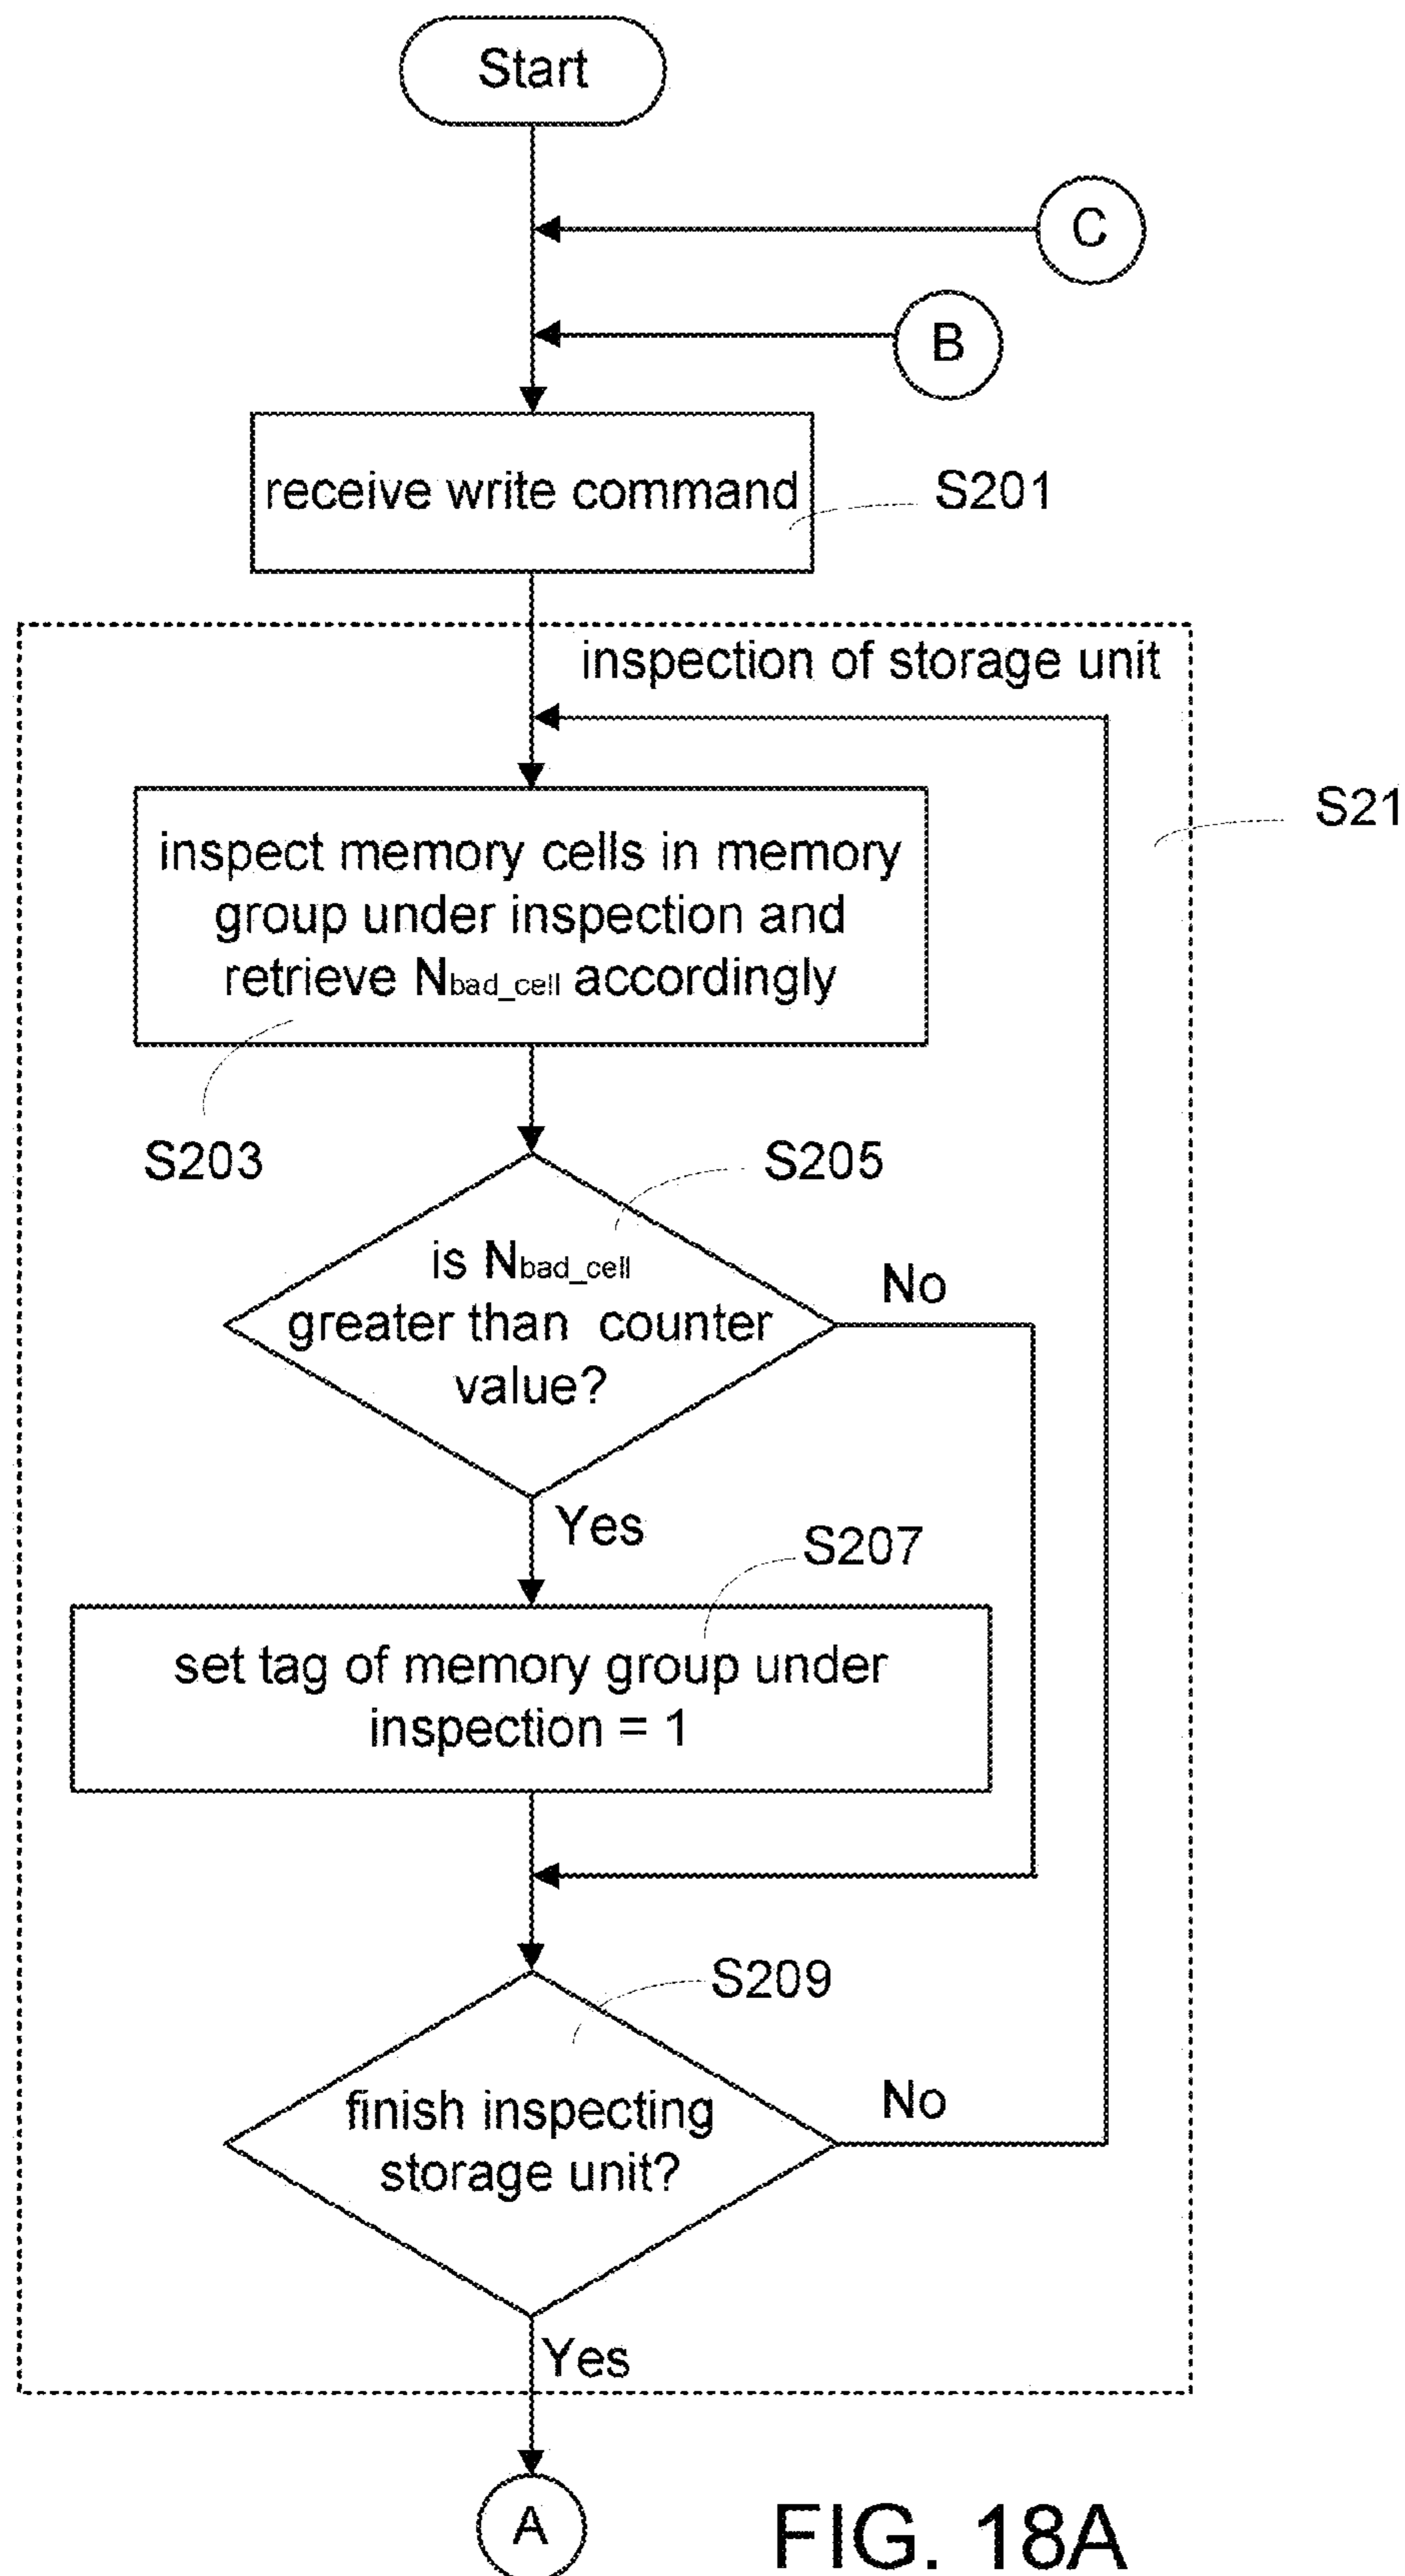 Start
C
B
receive write command
S201
inspection of storage unit
S21
inspect memory cells in memory
group under inspection and
retrieve Nbad_cell accordingly
S203
S205
is Nbad_cell
greater than counter
value?
No
Yes
S207
set tag of memory group under
inspection = 1
S209
finish inspecting
storage unit?
No
Yes
A
FIG. 18A